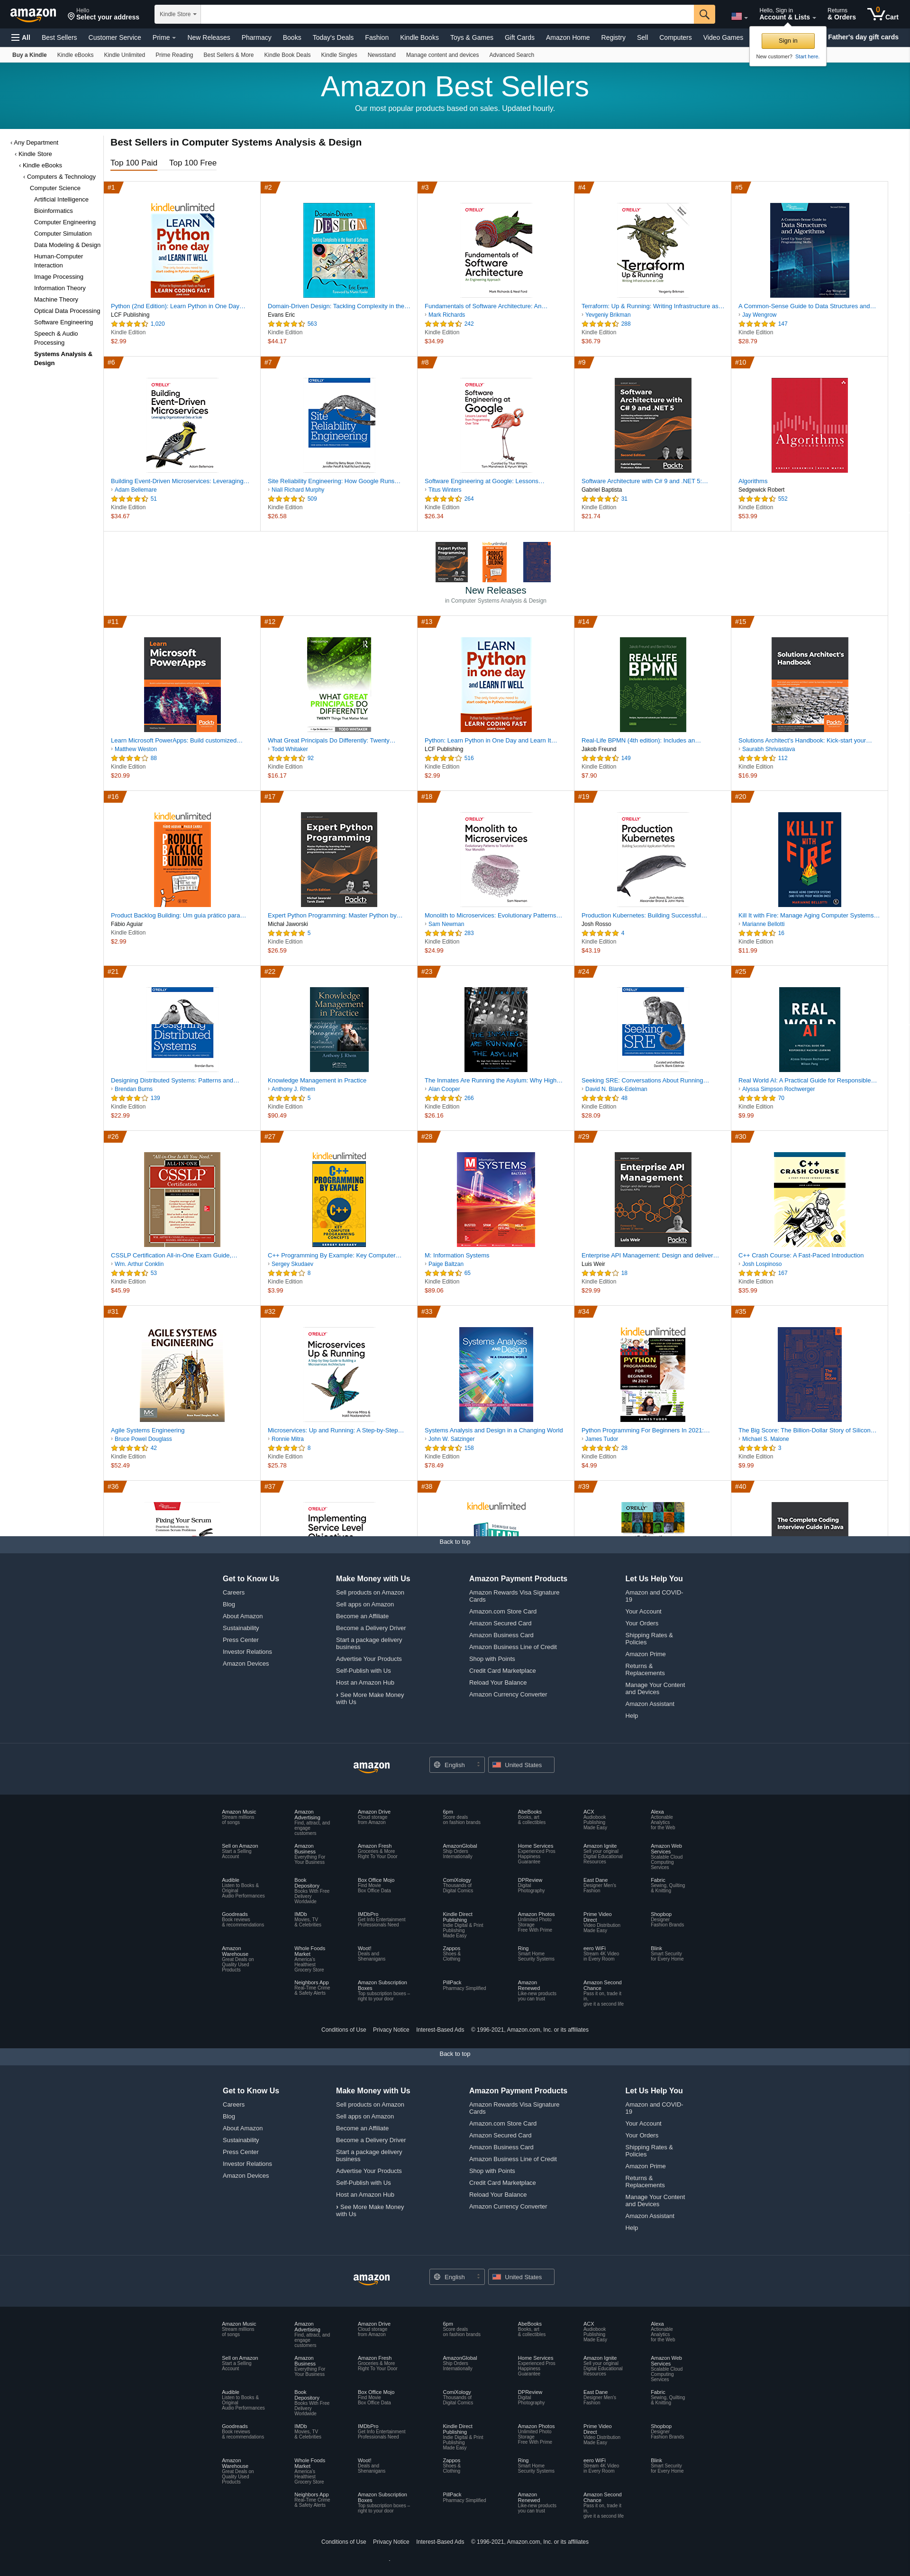 amazon
Hello
Select your address
Kindle Store
Hello, Sign in
Account & Lists
Returns
& Orders
0
Cart
All
Best Sellers
Customer Service
Prime
New Releases
Pharmacy
Books
Today's Deals
Fashion
Kindle Books
Toys & Games
Gift Cards
Amazon Home
Registry
Sell
Computers
Video Games
Father's day gift cards
Sign in
New customer? Start here.
Buy a Kindle
Kindle eBooks
Kindle Unlimited
Prime Reading
Best Sellers & More
Kindle Book Deals
Kindle Singles
Newsstand
Manage content and devices
Advanced Search
Amazon Best Sellers
Our most popular products based on sales. Updated hourly.
‹ Any Department
‹ Kindle Store
‹ Kindle eBooks
‹ Computers & Technology
Computer Science
Artificial Intelligence
Bioinformatics
Computer Engineering
Computer Simulation
Data Modeling & Design
Human-Computer
Interaction
Image Processing
Information Theory
Machine Theory
Optical Data Processing
Software Engineering
Speech & Audio
Processing
Systems Analysis &
Design
Best Sellers in Computer Systems Analysis & Design
Top 100 Paid
Top 100 Free
#1
Python (2nd Edition): Learn Python in One Day…
LCF Publishing
1,020
Kindle Edition
$2.99
#2
Domain-Driven Design: Tackling Complexity in the…
Evans Eric
563
Kindle Edition
$44.17
#3
Fundamentals of Software Architecture: An…
› Mark Richards
242
Kindle Edition
$34.99
#4
Terraform: Up & Running: Writing Infrastructure as…
› Yevgeniy Brikman
288
Kindle Edition
$36.79
#5
A Common-Sense Guide to Data Structures and…
› Jay Wengrow
147
Kindle Edition
$28.79
#6
Building Event-Driven Microservices: Leveraging…
› Adam Bellemare
51
Kindle Edition
$34.67
#7
Site Reliability Engineering: How Google Runs…
› Niall Richard Murphy
509
Kindle Edition
$26.58
#8
Software Engineering at Google: Lessons…
› Titus Winters
264
Kindle Edition
$26.34
#9
Software Architecture with C# 9 and .NET 5:…
Gabriel Baptista
31
Kindle Edition
$21.74
#10
Algorithms
Sedgewick Robert
552
Kindle Edition
$53.99
New Releases
in Computer Systems Analysis & Design
#11
Learn Microsoft PowerApps: Build customized…
› Matthew Weston
88
Kindle Edition
$20.99
#12
What Great Principals Do Differently: Twenty…
› Todd Whitaker
92
Kindle Edition
$16.17
#13
Python: Learn Python in One Day and Learn It…
LCF Publishing
516
Kindle Edition
$2.99
#14
Real-Life BPMN (4th edition): Includes an…
Jakob Freund
149
Kindle Edition
$7.90
#15
Solutions Architect's Handbook: Kick-start your…
› Saurabh Shrivastava
112
Kindle Edition
$16.99
#16
Product Backlog Building: Um guia prático para…
Fábio Aguiar
Kindle Edition
$2.99
#17
Expert Python Programming: Master Python by…
Michał Jaworski
5
Kindle Edition
$26.59
#18
Monolith to Microservices: Evolutionary Patterns…
› Sam Newman
283
Kindle Edition
$24.99
#19
Production Kubernetes: Building Successful…
Josh Rosso
4
Kindle Edition
$43.19
#20
Kill It with Fire: Manage Aging Computer Systems…
› Marianne Bellotti
16
Kindle Edition
$11.99
#21
Designing Distributed Systems: Patterns and…
› Brendan Burns
139
Kindle Edition
$22.99
#22
Knowledge Management in Practice
› Anthony J. Rhem
5
Kindle Edition
$90.49
#23
The Inmates Are Running the Asylum: Why High…
› Alan Cooper
266
Kindle Edition
$26.16
#24
Seeking SRE: Conversations About Running…
› David N. Blank-Edelman
48
Kindle Edition
$28.09
#25
Real World AI: A Practical Guide for Responsible…
› Alyssa Simpson Rochwerger
70
Kindle Edition
$9.99
#26
CSSLP Certification All-in-One Exam Guide,…
› Wm. Arthur Conklin
53
Kindle Edition
$45.99
#27
C++ Programming By Example: Key Computer…
› Sergey Skudaev
8
Kindle Edition
$3.99
#28
M: Information Systems
› Paige Baltzan
65
Kindle Edition
$89.06
#29
Enterprise API Management: Design and deliver…
Luis Weir
18
Kindle Edition
$29.99
#30
C++ Crash Course: A Fast-Paced Introduction
› Josh Lospinoso
167
Kindle Edition
$35.99
#31
Agile Systems Engineering
› Bruce Powel Douglass
42
Kindle Edition
$52.49
#32
Microservices: Up and Running: A Step-by-Step…
› Ronnie Mitra
8
Kindle Edition
$25.78
#33
Systems Analysis and Design in a Changing World
› John W. Satzinger
158
Kindle Edition
$78.49
#34
Python Programming For Beginners In 2021:…
› James Tudor
28
Kindle Edition
$4.99
#35
The Big Score: The Billion-Dollar Story of Silicon…
› Michael S. Malone
3
Kindle Edition
$9.99
#36
Fixing Your Scrum
#37
Implementing
Service Level
#38
kindleunlimited
#39
#40
The Complete Coding
Interview Guide in Java
Back to top
Get to Know Us
Careers
Blog
About Amazon
Sustainability
Press Center
Investor Relations
Amazon Devices
Make Money with Us
Sell products on Amazon
Sell apps on Amazon
Become an Affiliate
Become a Delivery Driver
Start a package delivery
business
Advertise Your Products
Self-Publish with Us
Host an Amazon Hub
› See More Make Money
with Us
Amazon Payment Products
Amazon Rewards Visa Signature
Cards
Amazon.com Store Card
Amazon Secured Card
Amazon Business Card
Amazon Business Line of Credit
Shop with Points
Credit Card Marketplace
Reload Your Balance
Amazon Currency Converter
Let Us Help You
Amazon and COVID-
19
Your Account
Your Orders
Shipping Rates &
Policies
Amazon Prime
Returns &
Replacements
Manage Your Content
and Devices
Amazon Assistant
Help
amazon
English
United States
Amazon Music
Stream millions
of songs
Amazon
Advertising
Find, attract, and
engage
customers
Amazon Drive
Cloud storage
from Amazon
6pm
Score deals
on fashion brands
AbeBooks
Books, art
& collectibles
ACX
Audiobook
Publishing
Made Easy
Alexa
Actionable
Analytics
for the Web
Sell on Amazon
Start a Selling
Account
Amazon
Business
Everything For
Your Business
Amazon Fresh
Groceries & More
Right To Your Door
AmazonGlobal
Ship Orders
Internationally
Home Services
Experienced Pros
Happiness
Guarantee
Amazon Ignite
Sell your original
Digital Educational
Resources
Amazon Web
Services
Scalable Cloud
Computing
Services
Audible
Listen to Books &
Original
Audio Performances
Book
Depository
Books With Free
Delivery
Worldwide
Box Office Mojo
Find Movie
Box Office Data
ComiXology
Thousands of
Digital Comics
DPReview
Digital
Photography
East Dane
Designer Men's
Fashion
Fabric
Sewing, Quilting
& Knitting
Goodreads
Book reviews
& recommendations
IMDb
Movies, TV
& Celebrities
IMDbPro
Get Info Entertainment
Professionals Need
Kindle Direct
Publishing
Indie Digital & Print
Publishing
Made Easy
Amazon Photos
Unlimited Photo
Storage
Free With Prime
Prime Video
Direct
Video Distribution
Made Easy
Shopbop
Designer
Fashion Brands
Amazon
Warehouse
Great Deals on
Quality Used
Products
Whole Foods
Market
America's
Healthiest
Grocery Store
Woot!
Deals and
Shenanigans
Zappos
Shoes &
Clothing
Ring
Smart Home
Security Systems
eero WiFi
Stream 4K Video
in Every Room
Blink
Smart Security
for Every Home
Neighbors App
Real-Time Crime
& Safety Alerts
Amazon Subscription
Boxes
Top subscription boxes –
right to your door
PillPack
Pharmacy Simplified
Amazon
Renewed
Like-new products
you can trust
Amazon Second
Chance
Pass it on, trade it
in,
give it a second life
Conditions of Use
Privacy Notice
Interest-Based Ads
© 1996-2021, Amazon.com, Inc. or its affiliates
Back to top
Get to Know Us
Careers
Blog
About Amazon
Sustainability
Press Center
Investor Relations
Amazon Devices
Make Money with Us
Sell products on Amazon
Sell apps on Amazon
Become an Affiliate
Become a Delivery Driver
Start a package delivery
business
Advertise Your Products
Self-Publish with Us
Host an Amazon Hub
› See More Make Money
with Us
Amazon Payment Products
Amazon Rewards Visa Signature
Cards
Amazon.com Store Card
Amazon Secured Card
Amazon Business Card
Amazon Business Line of Credit
Shop with Points
Credit Card Marketplace
Reload Your Balance
Amazon Currency Converter
Let Us Help You
Amazon and COVID-
19
Your Account
Your Orders
Shipping Rates &
Policies
Amazon Prime
Returns &
Replacements
Manage Your Content
and Devices
Amazon Assistant
Help
amazon
English
United States
Amazon Music
Stream millions
of songs
Amazon
Advertising
Find, attract, and
engage
customers
Amazon Drive
Cloud storage
from Amazon
6pm
Score deals
on fashion brands
AbeBooks
Books, art
& collectibles
ACX
Audiobook
Publishing
Made Easy
Alexa
Actionable
Analytics
for the Web
Sell on Amazon
Start a Selling
Account
Amazon
Business
Everything For
Your Business
Amazon Fresh
Groceries & More
Right To Your Door
AmazonGlobal
Ship Orders
Internationally
Home Services
Experienced Pros
Happiness
Guarantee
Amazon Ignite
Sell your original
Digital Educational
Resources
Amazon Web
Services
Scalable Cloud
Computing
Services
Audible
Listen to Books &
Original
Audio Performances
Book
Depository
Books With Free
Delivery
Worldwide
Box Office Mojo
Find Movie
Box Office Data
ComiXology
Thousands of
Digital Comics
DPReview
Digital
Photography
East Dane
Designer Men's
Fashion
Fabric
Sewing, Quilting
& Knitting
Goodreads
Book reviews
& recommendations
IMDb
Movies, TV
& Celebrities
IMDbPro
Get Info Entertainment
Professionals Need
Kindle Direct
Publishing
Indie Digital & Print
Publishing
Made Easy
Amazon Photos
Unlimited Photo
Storage
Free With Prime
Prime Video
Direct
Video Distribution
Made Easy
Shopbop
Designer
Fashion Brands
Amazon
Warehouse
Great Deals on
Quality Used
Products
Whole Foods
Market
America's
Healthiest
Grocery Store
Woot!
Deals and
Shenanigans
Zappos
Shoes &
Clothing
Ring
Smart Home
Security Systems
eero WiFi
Stream 4K Video
in Every Room
Blink
Smart Security
for Every Home
Neighbors App
Real-Time Crime
& Safety Alerts
Amazon Subscription
Boxes
Top subscription boxes –
right to your door
PillPack
Pharmacy Simplified
Amazon
Renewed
Like-new products
you can trust
Amazon Second
Chance
Pass it on, trade it
in,
give it a second life
Conditions of Use
Privacy Notice
Interest-Based Ads
© 1996-2021, Amazon.com, Inc. or its affiliates